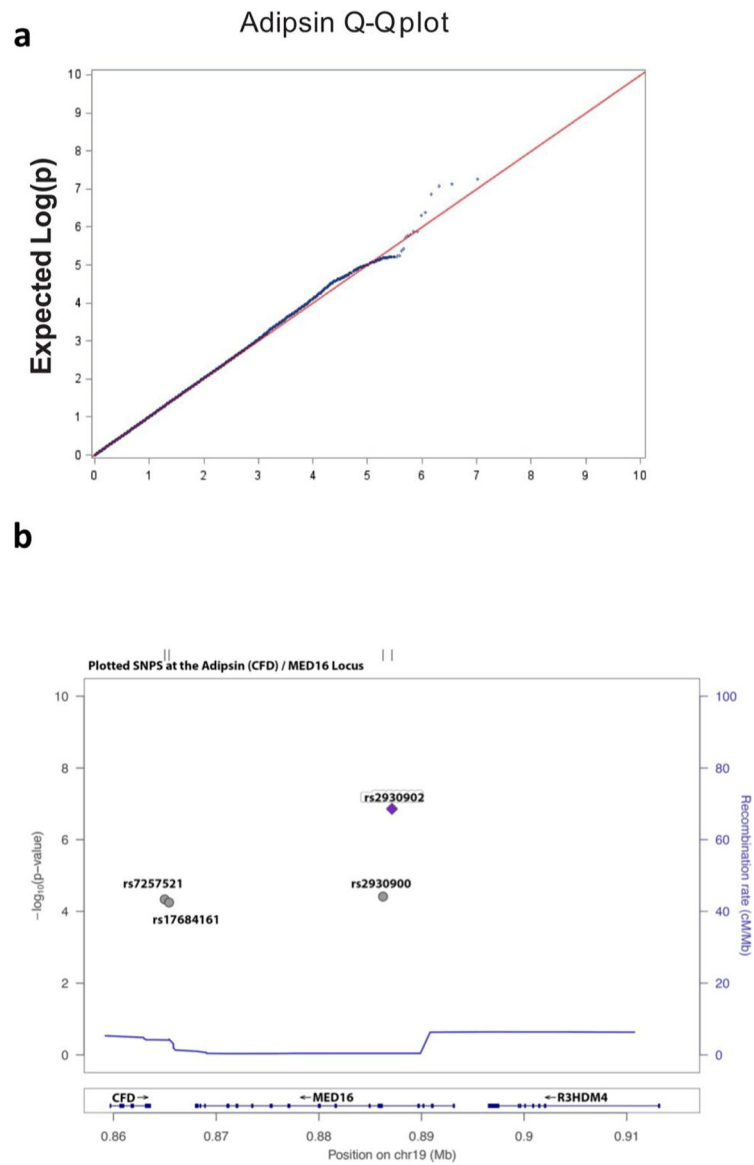 a
Adipsin Q-Qplot
Expected Log(p)
10
9
8
7
6
5
4
3
2
1
0
0 1 2 3 4 5 6 7 8 9 10
b
Plotted SNPS at the Adipsin (CFD) / MED16 Locus
10
8
6
4
2
0
−log10(p−value)
100
80
60
40
20
0
Recombination rate (cM/Mb)
rs2930902
rs7257521
rs2930900
rs17684161
CFD→ ←MED16 ←R3HDM4
0.86 0.87 0.88 0.89 0.9 0.91
Position on chr19 (Mb)